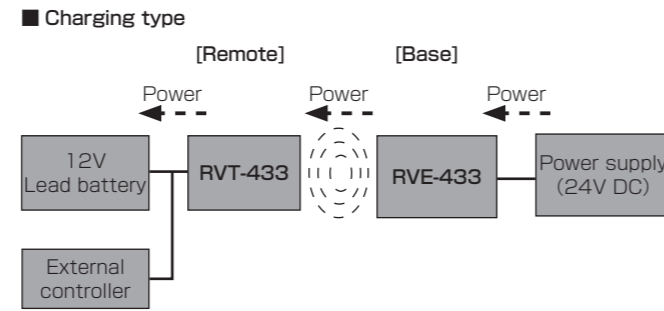 ■ Charging type
[Remote] [Base]
Power Power Power
12V
Lead battery
RVT-433
RVE-433
Power supply
(24V DC)
External
controller